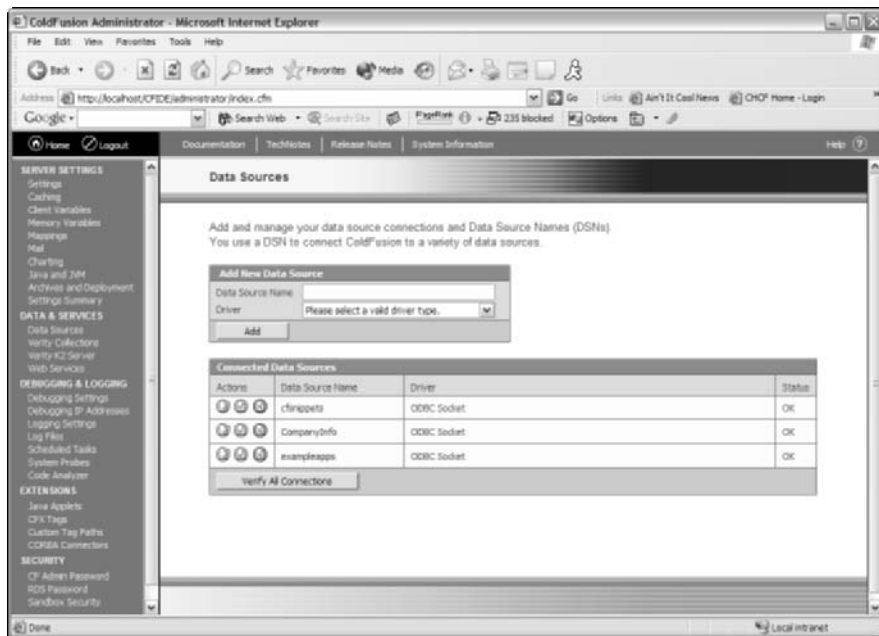 ColdFusion Administrator - Microsoft Internet Explorer
File Edit View Favorites Tools Help
Back Search Favorites Media
Address http://localhost/CFIDE/administrator/index.cfm Go Links Ain't It Cool News CHOF Home - Login
Google Search Web Search Site PageRank 235 blocked Options
Home Logout Documentation TechNotes Release Notes System Information Help
SERVER SETTINGS
Settings
Caching
Client Variables
Memory Variables
Mappings
Mail
Charting
Java and JVM
Archives and Deployment
Settings Summary
DATA & SERVICES
Data Sources
Verity Collections
Verity K2 Server
Web Services
DEBUGGING & LOGGING
Debugging Settings
Debugging IP Addresses
Logging Settings
Log Files
Scheduled Tasks
System Probes
Code Analyzer
EXTENSIONS
Java Applets
CFX Tags
Custom Tag Paths
CORBA Connectors
SECURITY
CF Admin Password
RDS Password
Sandbox Security
Data Sources
Add and manage your data source connections and Data Source Names (DSNs).
You use a DSN to connect ColdFusion to a variety of data sources.
Add New Data Source
Data Source Name
Driver Please select a valid driver type.
Add
Connected Data Sources
Actions Data Source Name Driver Status
cfsnippets ODBC Socket OK
CompanyInfo ODBC Socket OK
exampleapps ODBC Socket OK
Verify All Connections
Done Local intranet